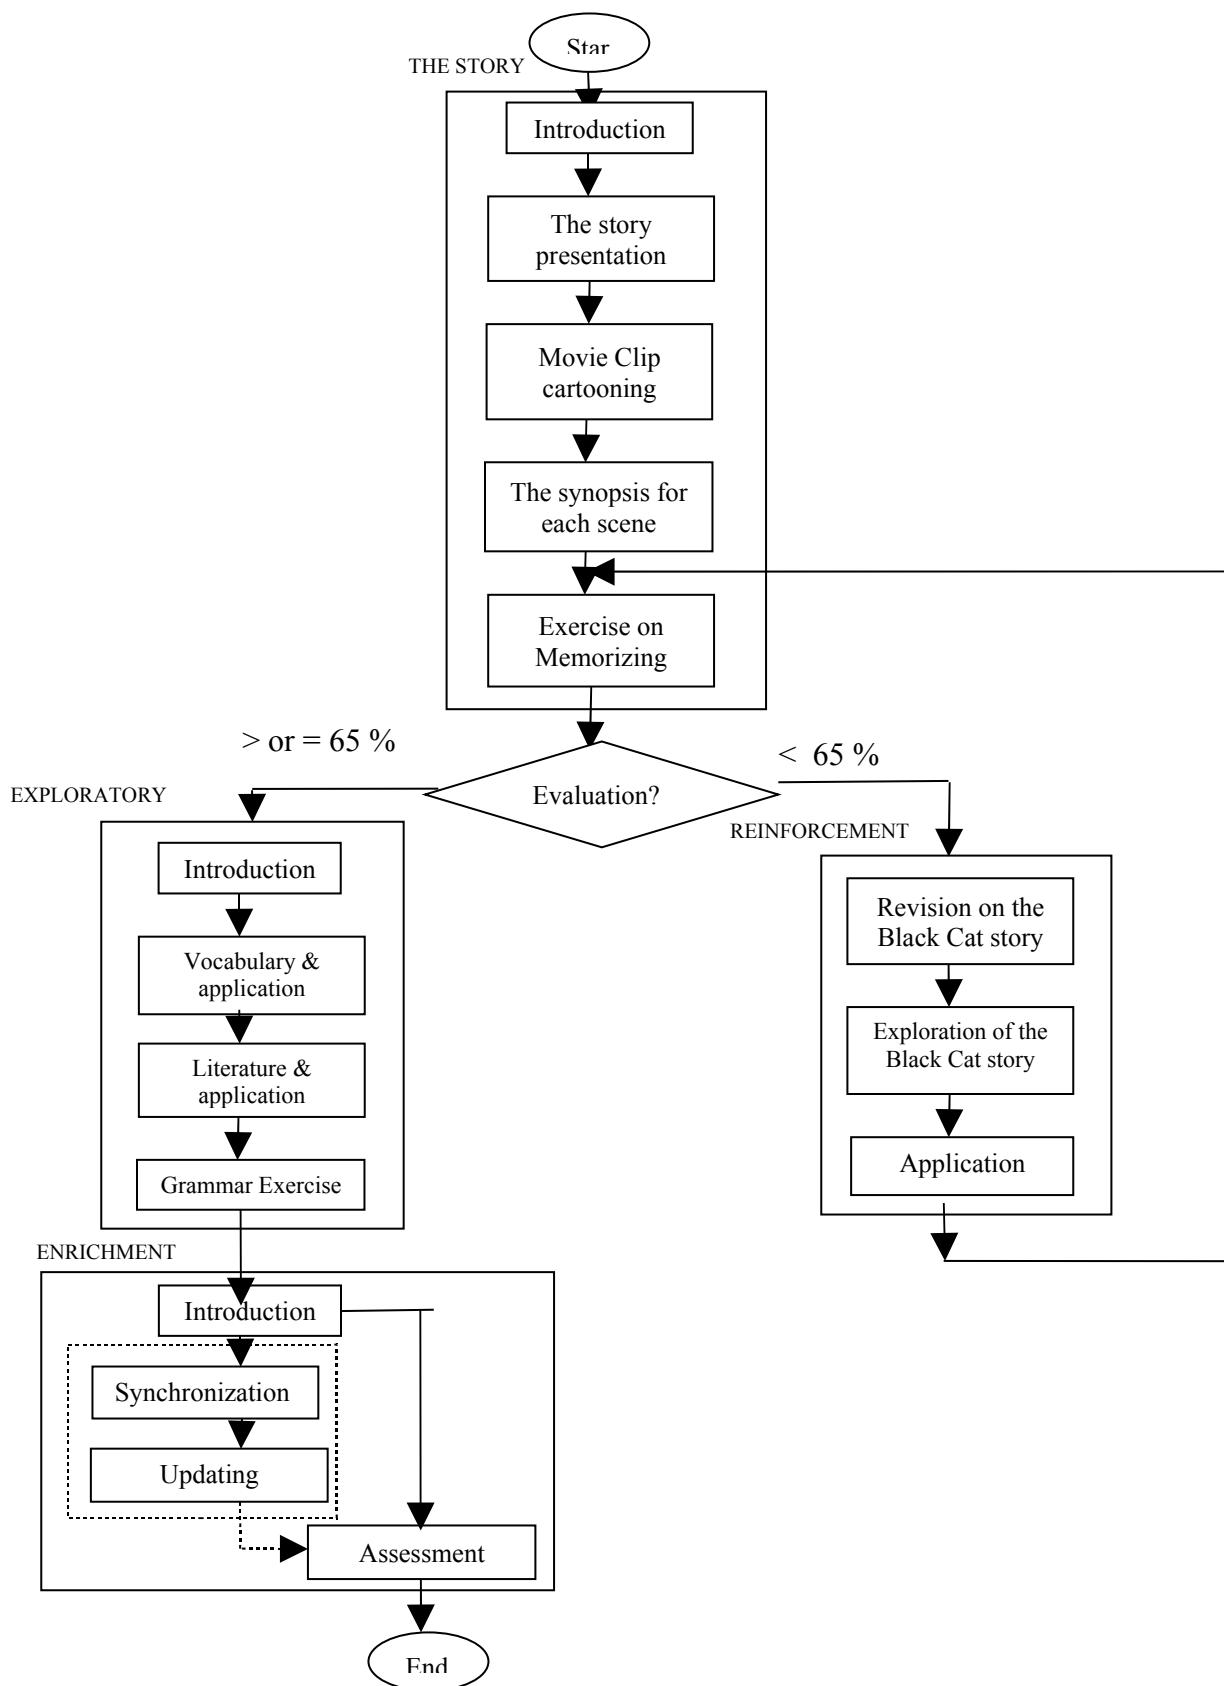 Star
THE STORY
Introduction
The story
presentation
Movie Clip
cartooning
The synopsis for
each scene
Exercise on
Memorizing
> or = 65 %
< 65 %
Evaluation?
EXPLORATORY
Introduction
Vocabulary &
application
Literature &
application
Grammar Exercise
REINFORCEMENT
Revision on the
Black Cat story
Exploration of the
Black Cat story
Application
ENRICHMENT
Introduction
Synchronization
Updating
Assessment
End